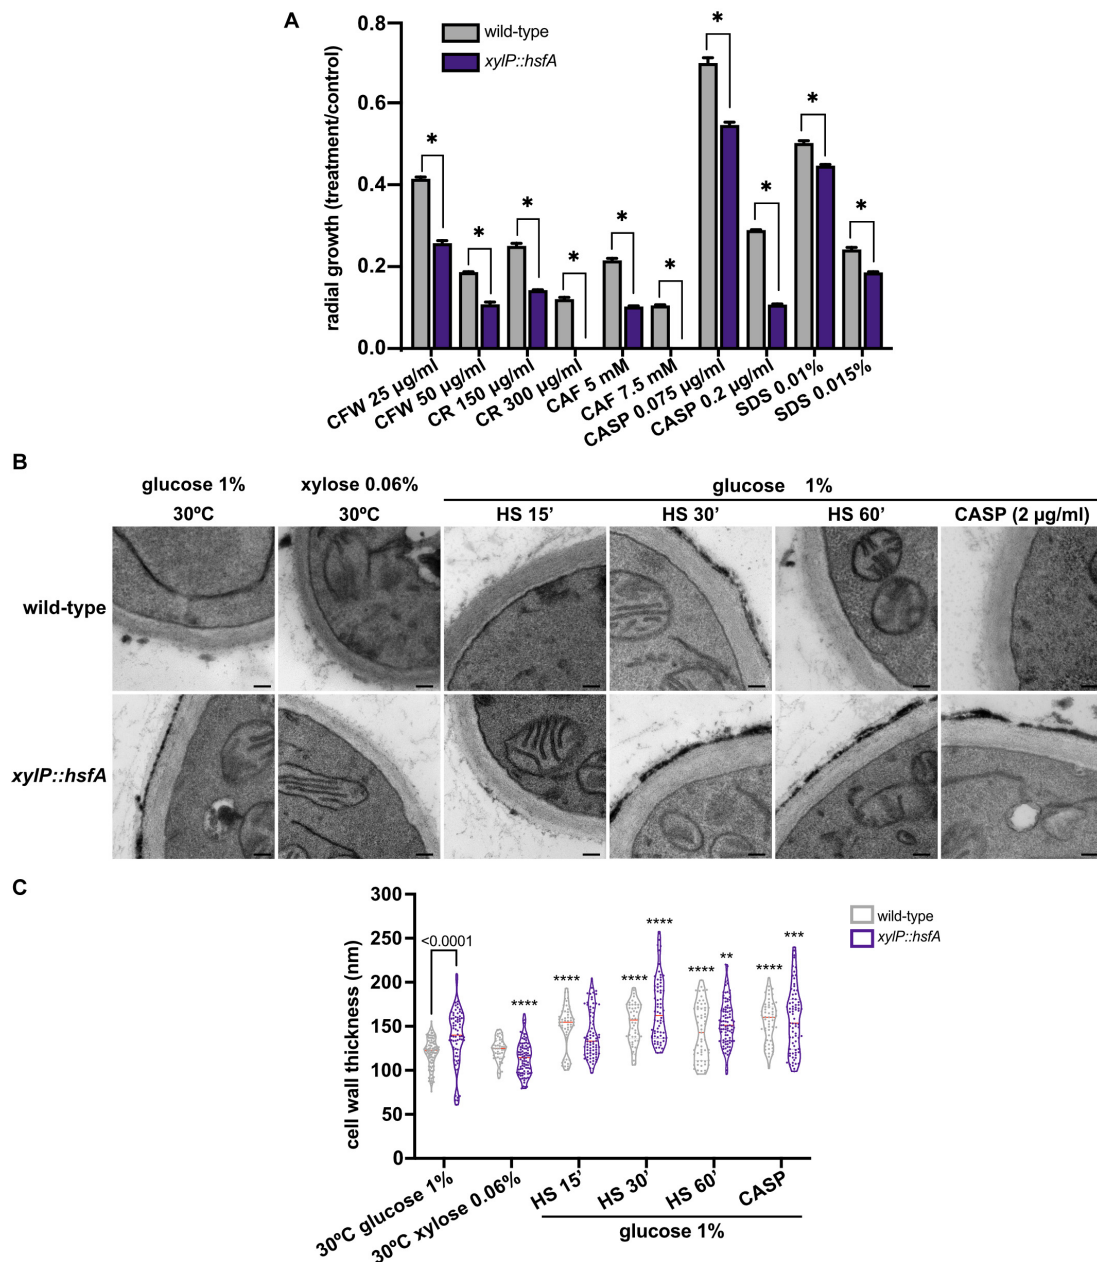 A
0.8
0.6
0.4
0.2
0.0
radial growth (treatment/control)
wild-type
xylP::hsfA
*
*
*
*
*
*
*
*
*
*
CFW 25 µg/ml
CFW 50 µg/ml
CR 150 µg/ml
CR 300 µg/ml
CAF 5 mM
CAF 7.5 mM
CASP 0.075 µg/ml
CASP 0.2 µg/ml
SDS 0.01%
SDS 0.015%
B
glucose 1% xylose 0.06% glucose 1%
30ºC 30ºC HS 15’ HS 30’ HS 60’ CASP (2 µg/ml)
wild-type
xylP::hsfA
C
300
250
200
150
100
50
0
cell wall thickness (nm)
wild-type
xylP::hsfA
<0.0001
****
****
****
****
****
**
****
***
30ºC glucose 1%
30ºC xylose 0.06%
HS 15’
HS 30’
HS 60’
CASP
glucose 1%